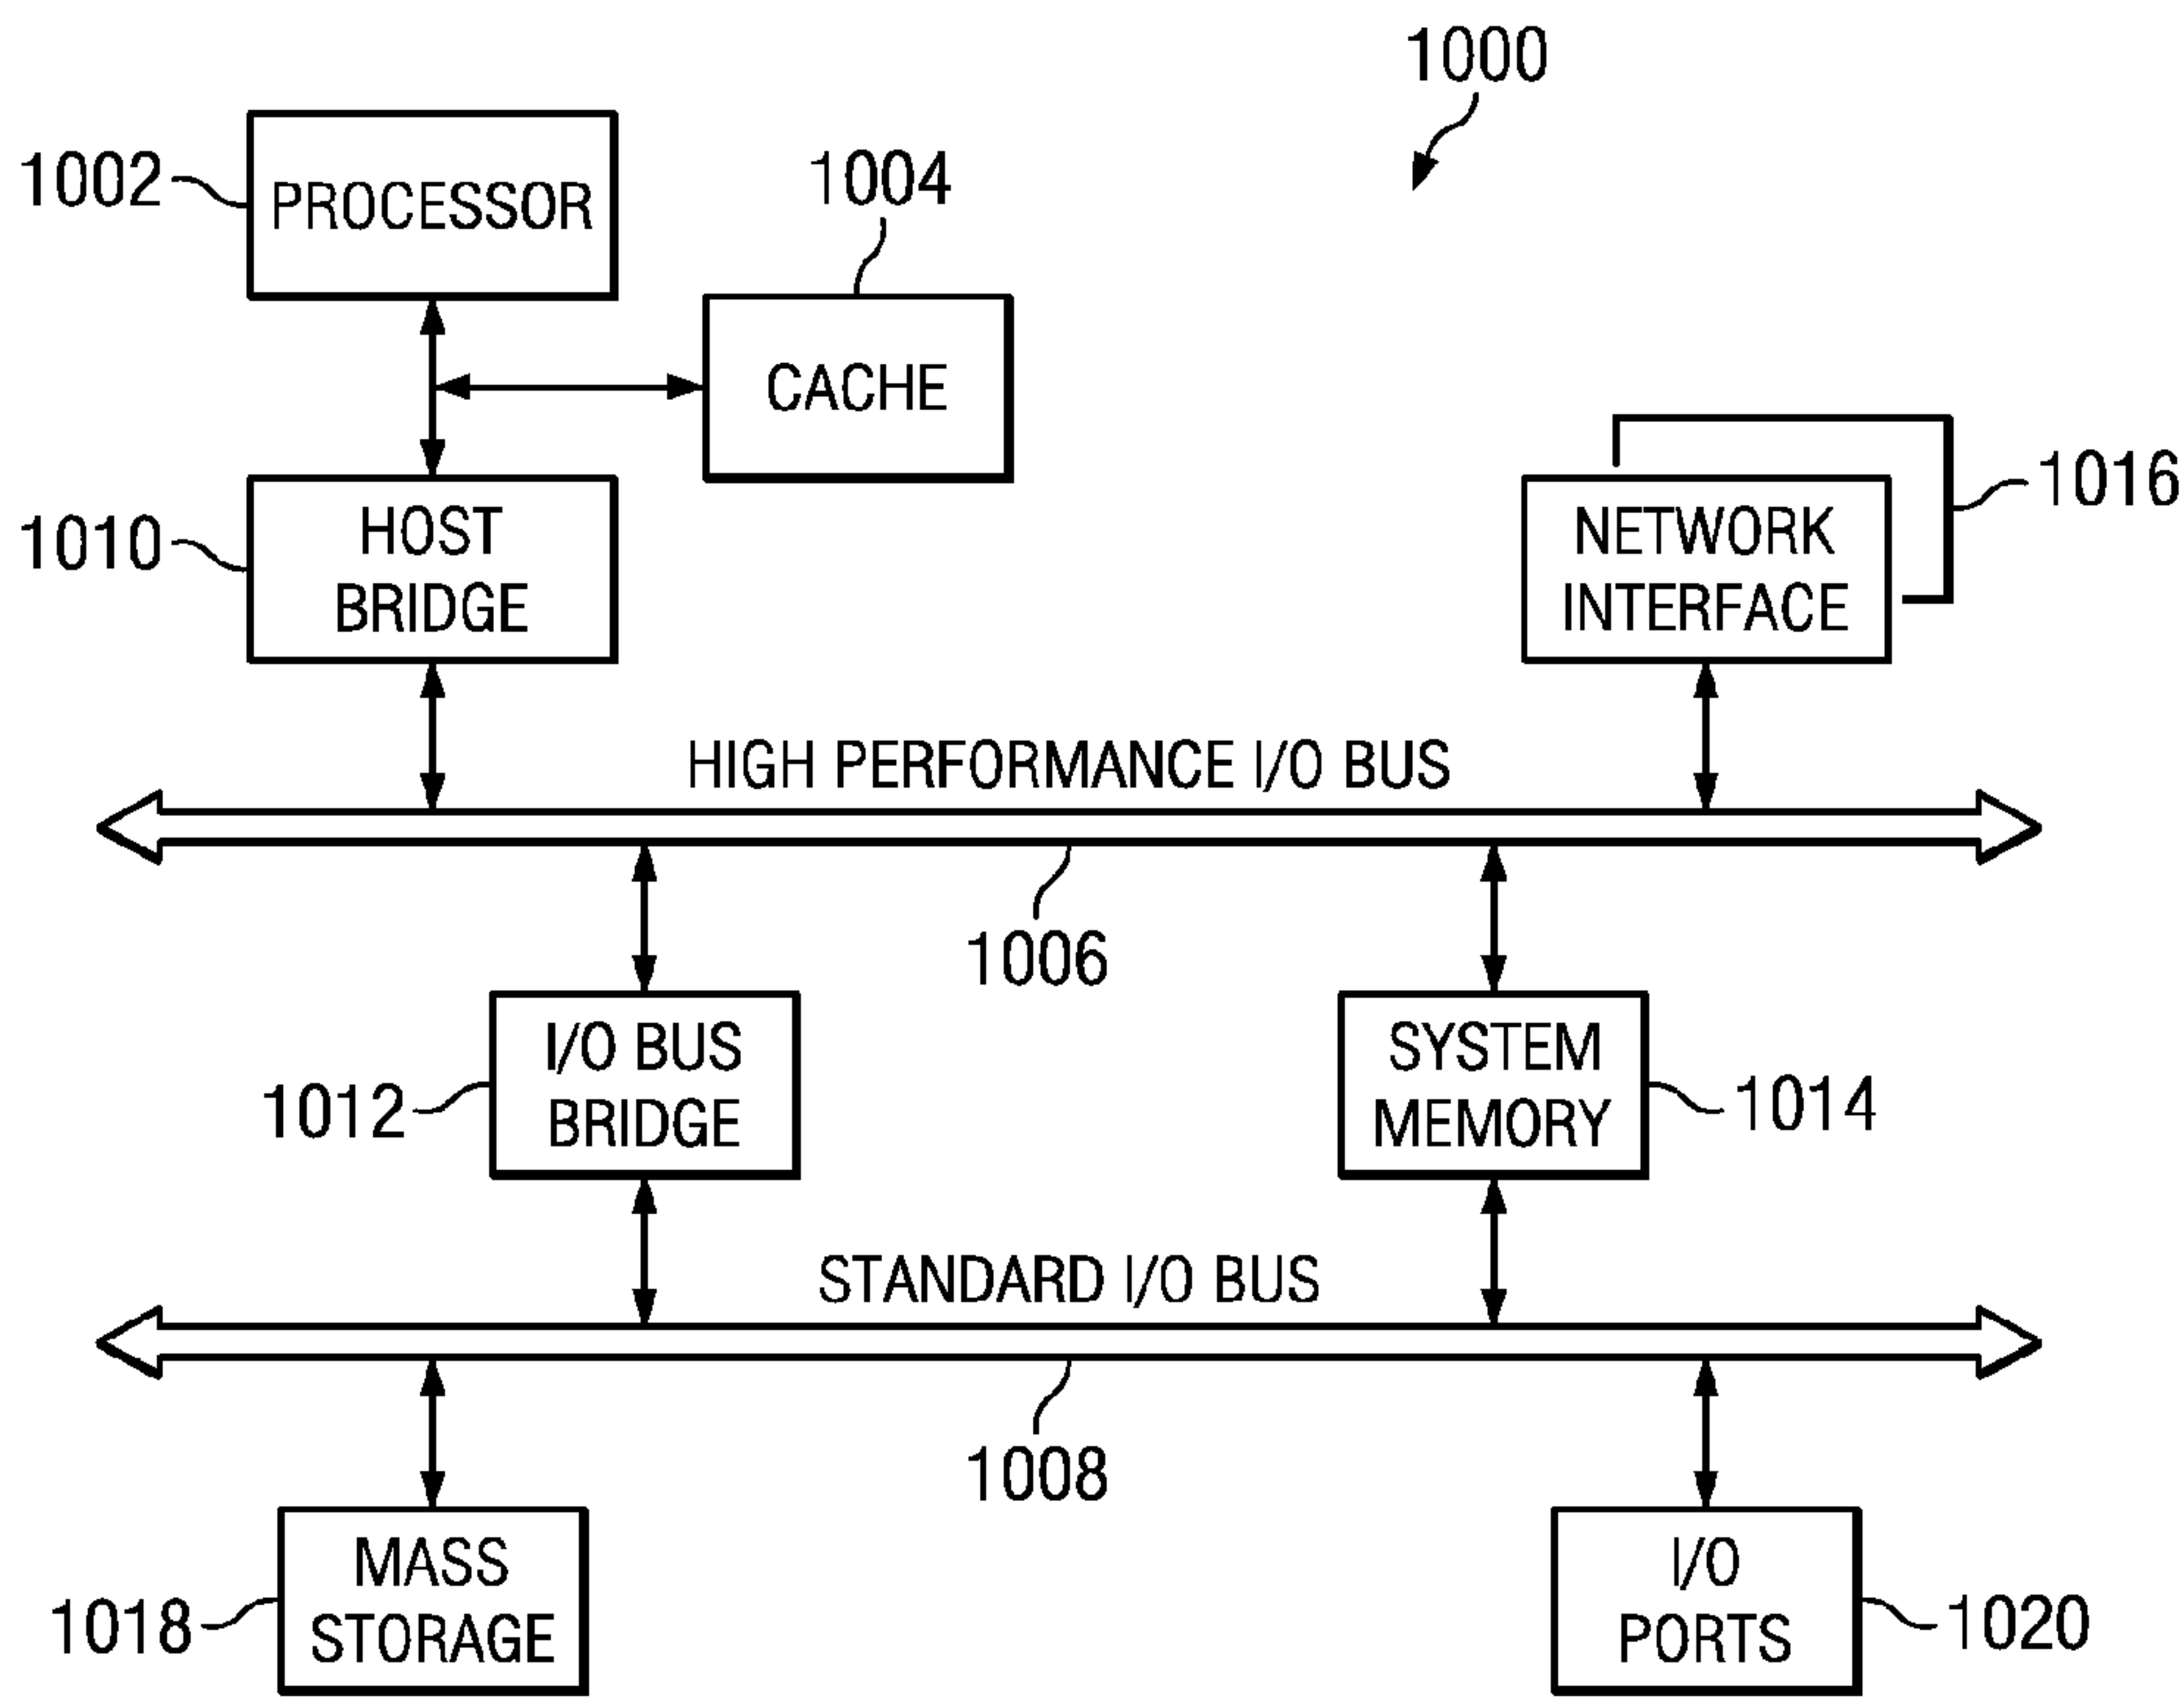 1000
1002
PROCESSOR
1004
CACHE
1010
HOST
BRIDGE
NETWORK
INTERFACE
1016
HIGH PERFORMANCE I/O BUS
1006
I/O BUS
BRIDGE
1012
SYSTEM
MEMORY
1014
STANDARD I/O BUS
1008
MASS
STORAGE
1018
I/O
PORTS
1020